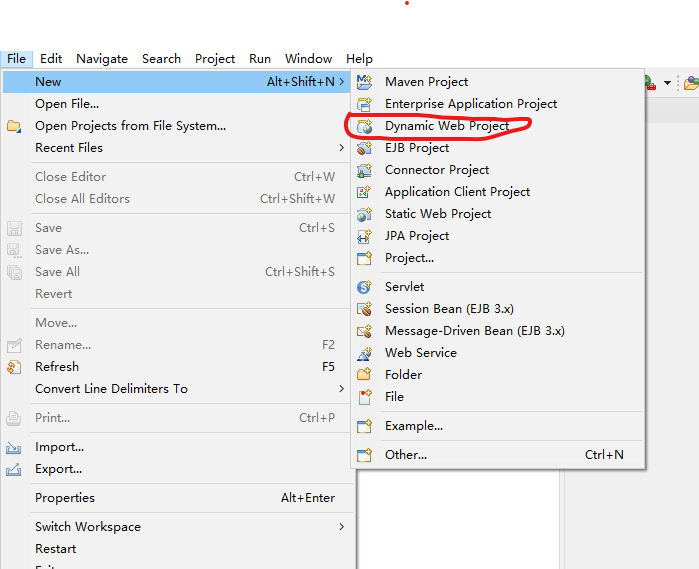 File Edit Navigate Search Project Run Window Help
New Alt+Shift+N
Open File...
Open Projects from File System...
Recent Files
Close Editor Ctrl+W
Close All Editors Ctrl+Shift+W
Save Ctrl+S
Save As...
Save All Ctrl+Shift+S
Revert
Move...
Rename... F2
Refresh F5
Convert Line Delimiters To
Print... Ctrl+P
Import...
Export...
Properties Alt+Enter
Switch Workspace
Restart
Maven Project
Enterprise Application Project
Dynamic Web Project
EJB Project
Connector Project
Application Client Project
Static Web Project
JPA Project
Project...
Servlet
Session Bean (EJB 3.x)
Message-Driven Bean (EJB 3.x)
Web Service
Folder
File
Example...
Other... Ctrl+N